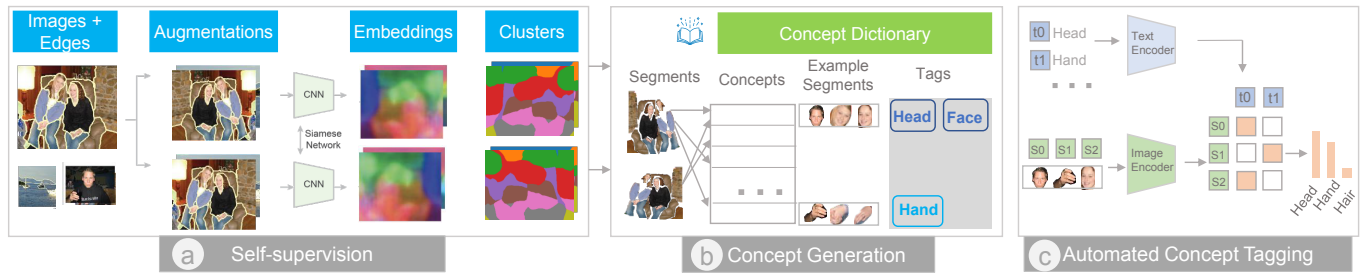 Images +
Edges
Augmentations
Embeddings
Clusters
CNN
Siamese
Network
CNN
a Self-supervision
Concept Dictionary
Segments
Concepts
Example
Segments
Tags
Head Face
. . .
Hand
b Concept Generation
t0 Head
t1 Hand
. . .
Text
Encoder
t0 t1
S0 S1 S2
Image
Encoder
S0
S1
S2
Head
Hand
Hair
c Automated Concept Tagging